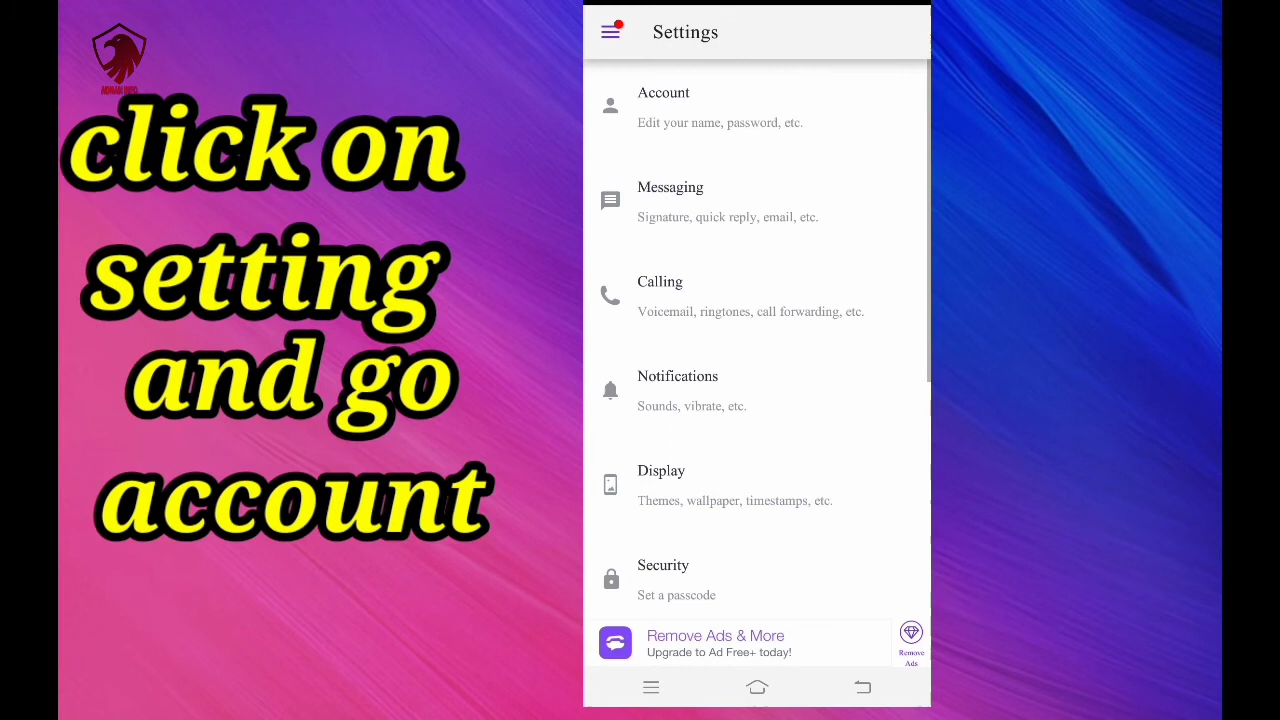 ADNAN INFO
click on
setting
and go
account
Settings
Account
Edit your name, password, etc.
Messaging
Signature, quick reply, email, etc.
Calling
Voicemail, ringtones, call forwarding, etc.
Notifications
Sounds, vibrate, etc.
Display
Themes, wallpaper, timestamps, etc.
Security
Set a passcode
Remove Ads & More
Upgrade to Ad Free+ today!
Remove
Ads